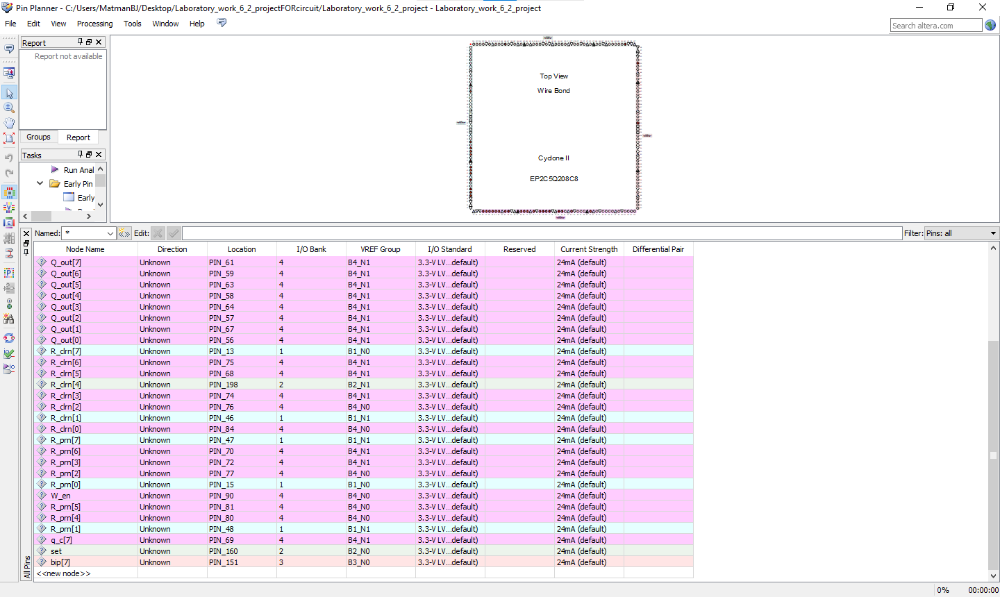 Pin Planner - C:/Users/MatmanBJ/Desktop/Laboratory_work_6_2_projectFORcircuit/Laboratory_work_6_2_project - Laboratory_work_6_2_project
File Edit View Processing Tools Window Help
Search altera.com
Report
Report not available
Groups Report
Tasks
Run Anal
Early Pin
Early
Top View
Wire Bond
Cyclone II
EP2C5Q208C8
Named: * Edit: Filter: Pins: all
Node Name Direction Location I/O Bank VREF Group I/O Standard Reserved Current Strength Differential Pair
Q_out[7] Unknown PIN_61 4 B4_N1 3.3-V LV...default) 24mA (default)
Q_out[6] Unknown PIN_59 4 B4_N1 3.3-V LV...default) 24mA (default)
Q_out[5] Unknown PIN_63 4 B4_N1 3.3-V LV...default) 24mA (default)
Q_out[4] Unknown PIN_58 4 B4_N1 3.3-V LV...default) 24mA (default)
Q_out[3] Unknown PIN_64 4 B4_N1 3.3-V LV...default) 24mA (default)
Q_out[2] Unknown PIN_57 4 B4_N1 3.3-V LV...default) 24mA (default)
Q_out[1] Unknown PIN_67 4 B4_N1 3.3-V LV...default) 24mA (default)
Q_out[0] Unknown PIN_56 4 B4_N1 3.3-V LV...default) 24mA (default)
R_clrn[7] Unknown PIN_13 1 B1_N0 3.3-V LV...default) 24mA (default)
R_clrn[6] Unknown PIN_75 4 B4_N1 3.3-V LV...default) 24mA (default)
R_clrn[5] Unknown PIN_68 4 B4_N1 3.3-V LV...default) 24mA (default)
R_clrn[4] Unknown PIN_198 2 B2_N1 3.3-V LV...default) 24mA (default)
R_clrn[3] Unknown PIN_74 4 B4_N1 3.3-V LV...default) 24mA (default)
R_clrn[2] Unknown PIN_76 4 B4_N0 3.3-V LV...default) 24mA (default)
R_clrn[1] Unknown PIN_46 1 B1_N1 3.3-V LV...default) 24mA (default)
R_clrn[0] Unknown PIN_84 4 B4_N0 3.3-V LV...default) 24mA (default)
R_prn[7] Unknown PIN_47 1 B1_N1 3.3-V LV...default) 24mA (default)
R_prn[6] Unknown PIN_70 4 B4_N1 3.3-V LV...default) 24mA (default)
R_prn[3] Unknown PIN_72 4 B4_N1 3.3-V LV...default) 24mA (default)
R_prn[2] Unknown PIN_77 4 B4_N0 3.3-V LV...default) 24mA (default)
R_prn[0] Unknown PIN_15 1 B1_N0 3.3-V LV...default) 24mA (default)
W_en Unknown PIN_90 4 B4_N0 3.3-V LV...default) 24mA (default)
R_prn[5] Unknown PIN_81 4 B4_N0 3.3-V LV...default) 24mA (default)
R_prn[4] Unknown PIN_80 4 B4_N0 3.3-V LV...default) 24mA (default)
R_prn[1] Unknown PIN_48 1 B1_N1 3.3-V LV...default) 24mA (default)
q_c[7] Unknown PIN_69 4 B4_N1 3.3-V LV...default) 24mA (default)
set Unknown PIN_160 2 B2_N0 3.3-V LV...default) 24mA (default)
bip[7] Unknown PIN_151 3 B3_N0 3.3-V LV...default) 24mA (default)
<<new node>>
All Pins
0% 00:00:00